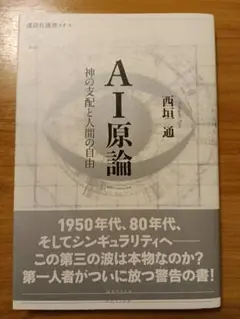 講談社選書メチエ
AI原論
神の支配と人間の自由
西垣 通
1950年代、80年代、
そしてシンギュラリティへ——
この第三の波は本物なのか？
第一人者がついに放つ警告の書！